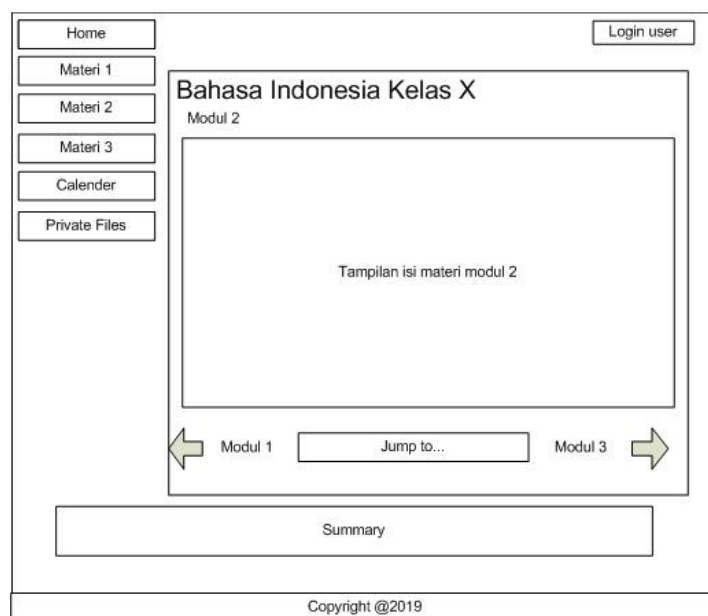 Home
Login user
Materi 1
Materi 2
Materi 3
Calender
Private Files
Bahasa Indonesia Kelas X
Modul 2
Tampilan isi materi modul 2
Modul 1
Jump to...
Modul 3
Summary
Copyright @2019